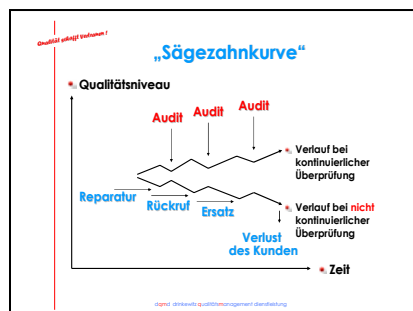 Qualität schafft Vertrauen !
„Sägezahnkurve“
Qualitätsniveau
Audit
Audit
Audit
Verlauf bei
kontinuierlicher
Überprüfung
Reparatur
Rückruf
Ersatz
Verlauf bei nicht
kontinuierlicher
Überprüfung
Verlust
des Kunden
Zeit
dqmd drinkewitz qualitätsmanagement dienstleistung